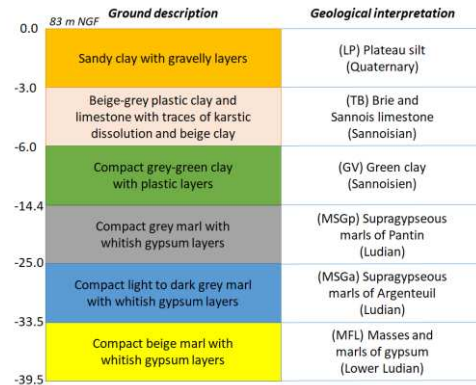 83 m NGF
Ground description
Geological interpretation
0.0
Sandy clay with gravelly layers
(LP) Plateau silt
(Quaternary)
-3.0
Beige-grey plastic clay and
limestone with traces of karstic
dissolution and beige clay
(TB) Brie and
Sannois limestone
(Sannoisian)
-6.0
Compact grey-green clay
with plastic layers
(GV) Green clay
(Sannoisien)
-14.4
Compact grey marl with
whitish gypsum layers
(MSGp) Supragypseous
marls of Pantin
(Ludian)
-25.0
Compact light to dark grey marl
with whitish gypsum layers
(MSGa) Supragypseous
marls of Argenteuil
(Ludian)
-33.5
Compact beige marl with
whitish gypsum layers
(MFL) Masses and
marls of gypsum
(Lower Ludian)
-39.5